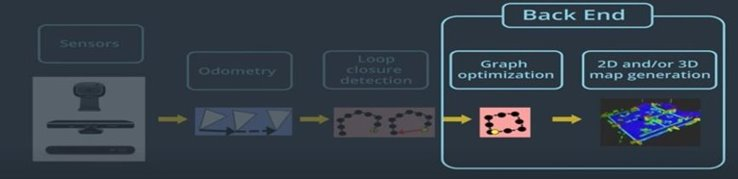 Back End
Sensors
Odometry
Loop
closure
detection
Graph
optimization
2D and/or 3D
map generation